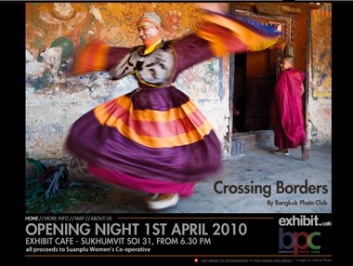 Crossing Borders
By Bangkok Photo Club
HOME // MORE INFO // MAP // ABOUT US
OPENING NIGHT 1ST APRIL 2010
EXHIBIT CAFE - SUKHUMVIT SOI 31, FROM 6.30 PM
all proceeds to Suanplu Women's Co-operative
exhibit.cafe
bpc